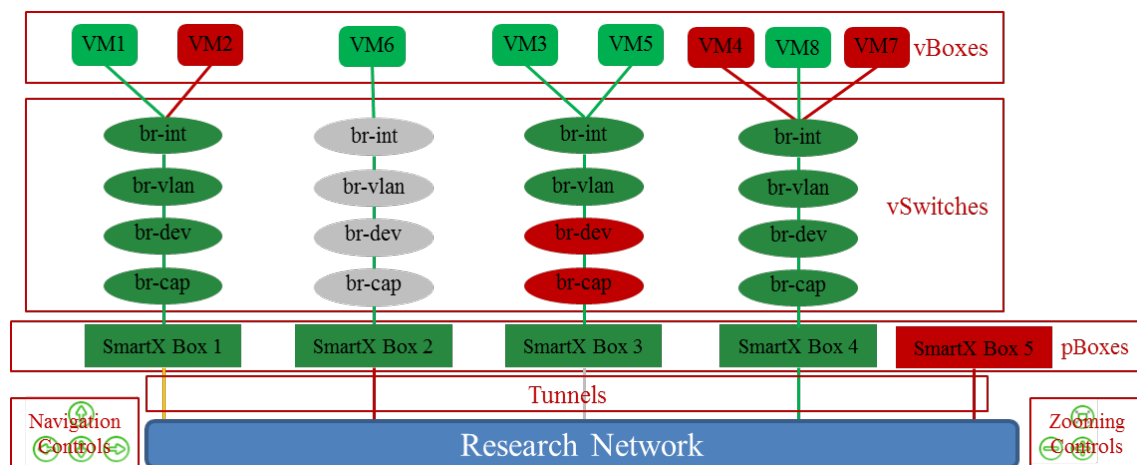 VM1 VM2 VM6 VM3 VM5 VM4 VM8 VM7 vBoxes
br-int br-int br-int br-int
br-vlan br-vlan br-vlan br-vlan vSwitches
br-dev br-dev br-dev br-dev
br-cap br-cap br-cap br-cap
SmartX Box 1 SmartX Box 2 SmartX Box 3 SmartX Box 4 SmartX Box 5 pBoxes
Tunnels
Navigation Controls
Research Network
Zooming Controls